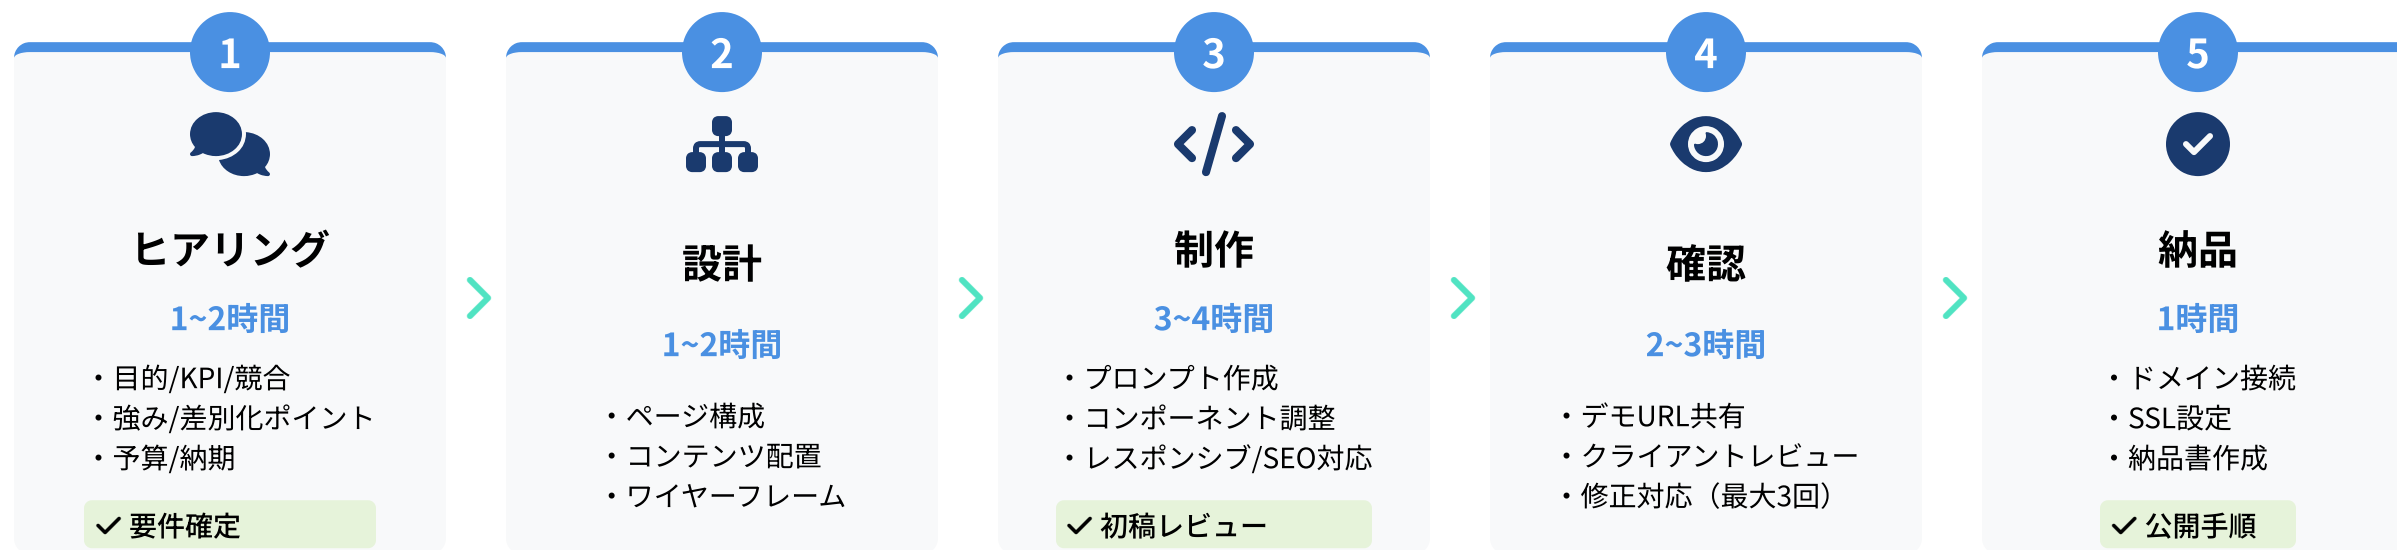 1
ヒアリング
1~2時間
・目的/KPI/競合
・強み/差別化ポイント
・予算/納期
要件確定
2
設計
1~2時間
・ページ構成
・コンテンツ配置
・ワイヤーフレーム
3
制作
3~4時間
・プロンプト作成
・コンポーネント調整
・レスポンシブ/SEO対応
初稿レビュー
4
確認
2~3時間
・デモURL共有
・クライアントレビュー
・修正対応（最大3回）
5
納品
1時間
・ドメイン接続
・SSL設定
・納品書作成
公開手順